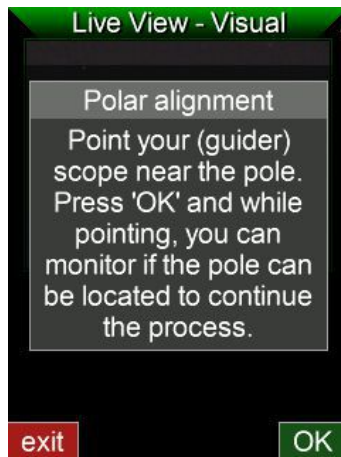 Live View - Visual
Polar alignment
Point your (guider)
scope near the pole.
Press 'OK' and while
pointing, you can
monitor if the pole can
be located to continue
the process.
exit
OK